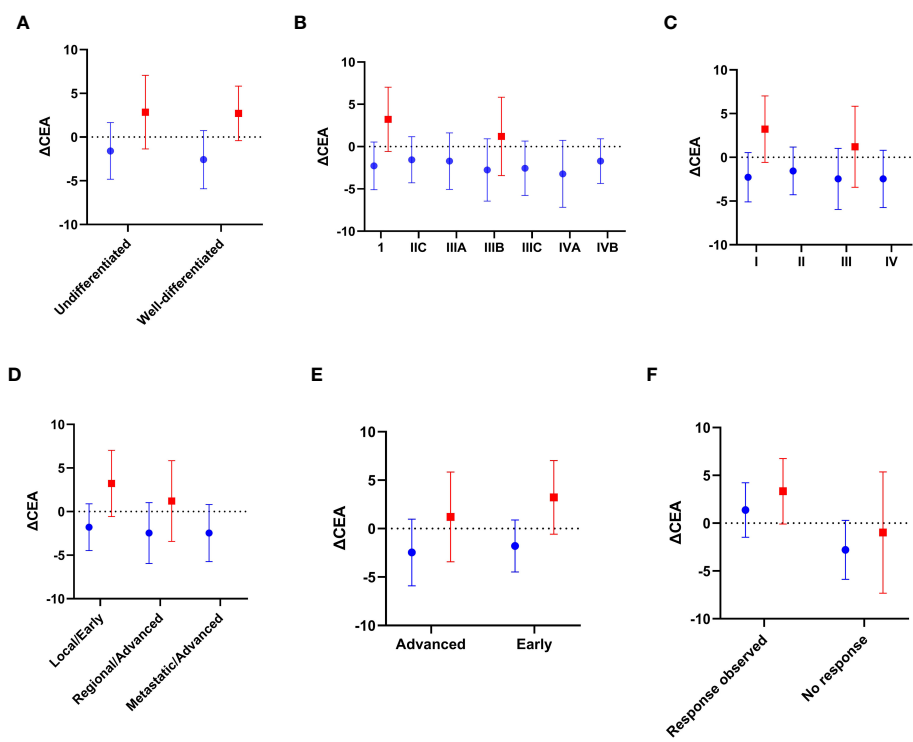 A
10
5
0
-5
-10
ΔCEA
Undifferentiated
Well-differentiated
B
10
5
0
-5
-10
ΔCEA
1 IIC IIIA IIIB IIIC IVA IVB
C
10
5
0
-5
-10
ΔCEA
I II III IV
D
10
5
0
-5
-10
ΔCEA
Local/Early
Regional/Advanced
Metastatic/Advanced
E
10
5
0
-5
-10
ΔCEA
Advanced Early
F
10
5
0
-5
-10
ΔCEA
Response observed
No response